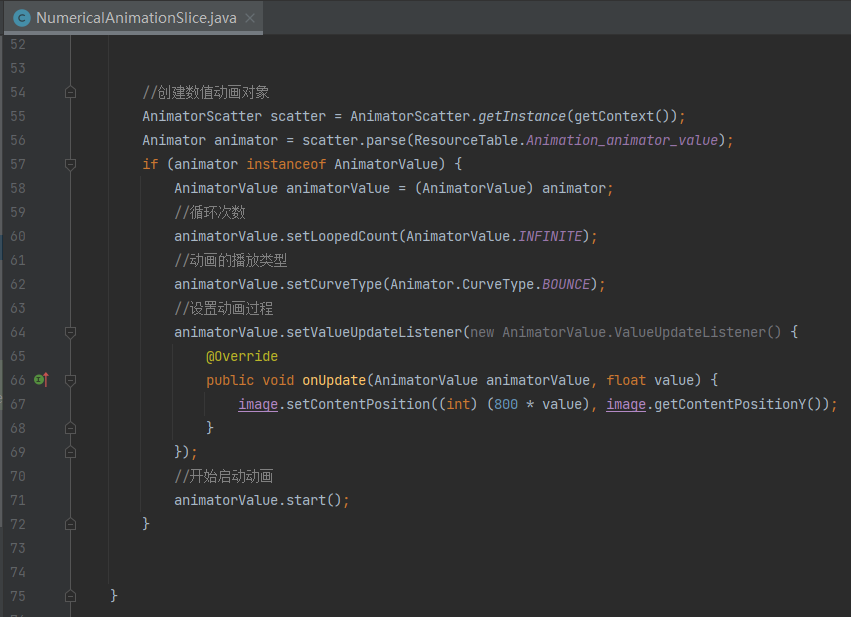 NumericalAnimationSlice.java
52
53
54 //创建数值动画对象
55 AnimatorScatter scatter = AnimatorScatter.getInstance(getContext());
56 Animator animator = scatter.parse(ResourceTable.Animation_animator_value);
57 if (animator instanceof AnimatorValue) {
58 AnimatorValue animatorValue = (AnimatorValue) animator;
59 //循环次数
60 animatorValue.setLoopedCount(AnimatorValue.INFINITE);
61 //动画的播放类型
62 animatorValue.setCurveType(Animator.CurveType.BOUNCE);
63 //设置动画过程
64 animatorValue.setValueUpdateListener(new AnimatorValue.ValueUpdateListener() {
65 @Override
66 public void onUpdate(AnimatorValue animatorValue, float value) {
67 image.setContentPosition((int) (800 * value), image.getContentPositionY());
68 }
69 });
70 //开始启动动画
71 animatorValue.start();
72 }
73
74
75 }